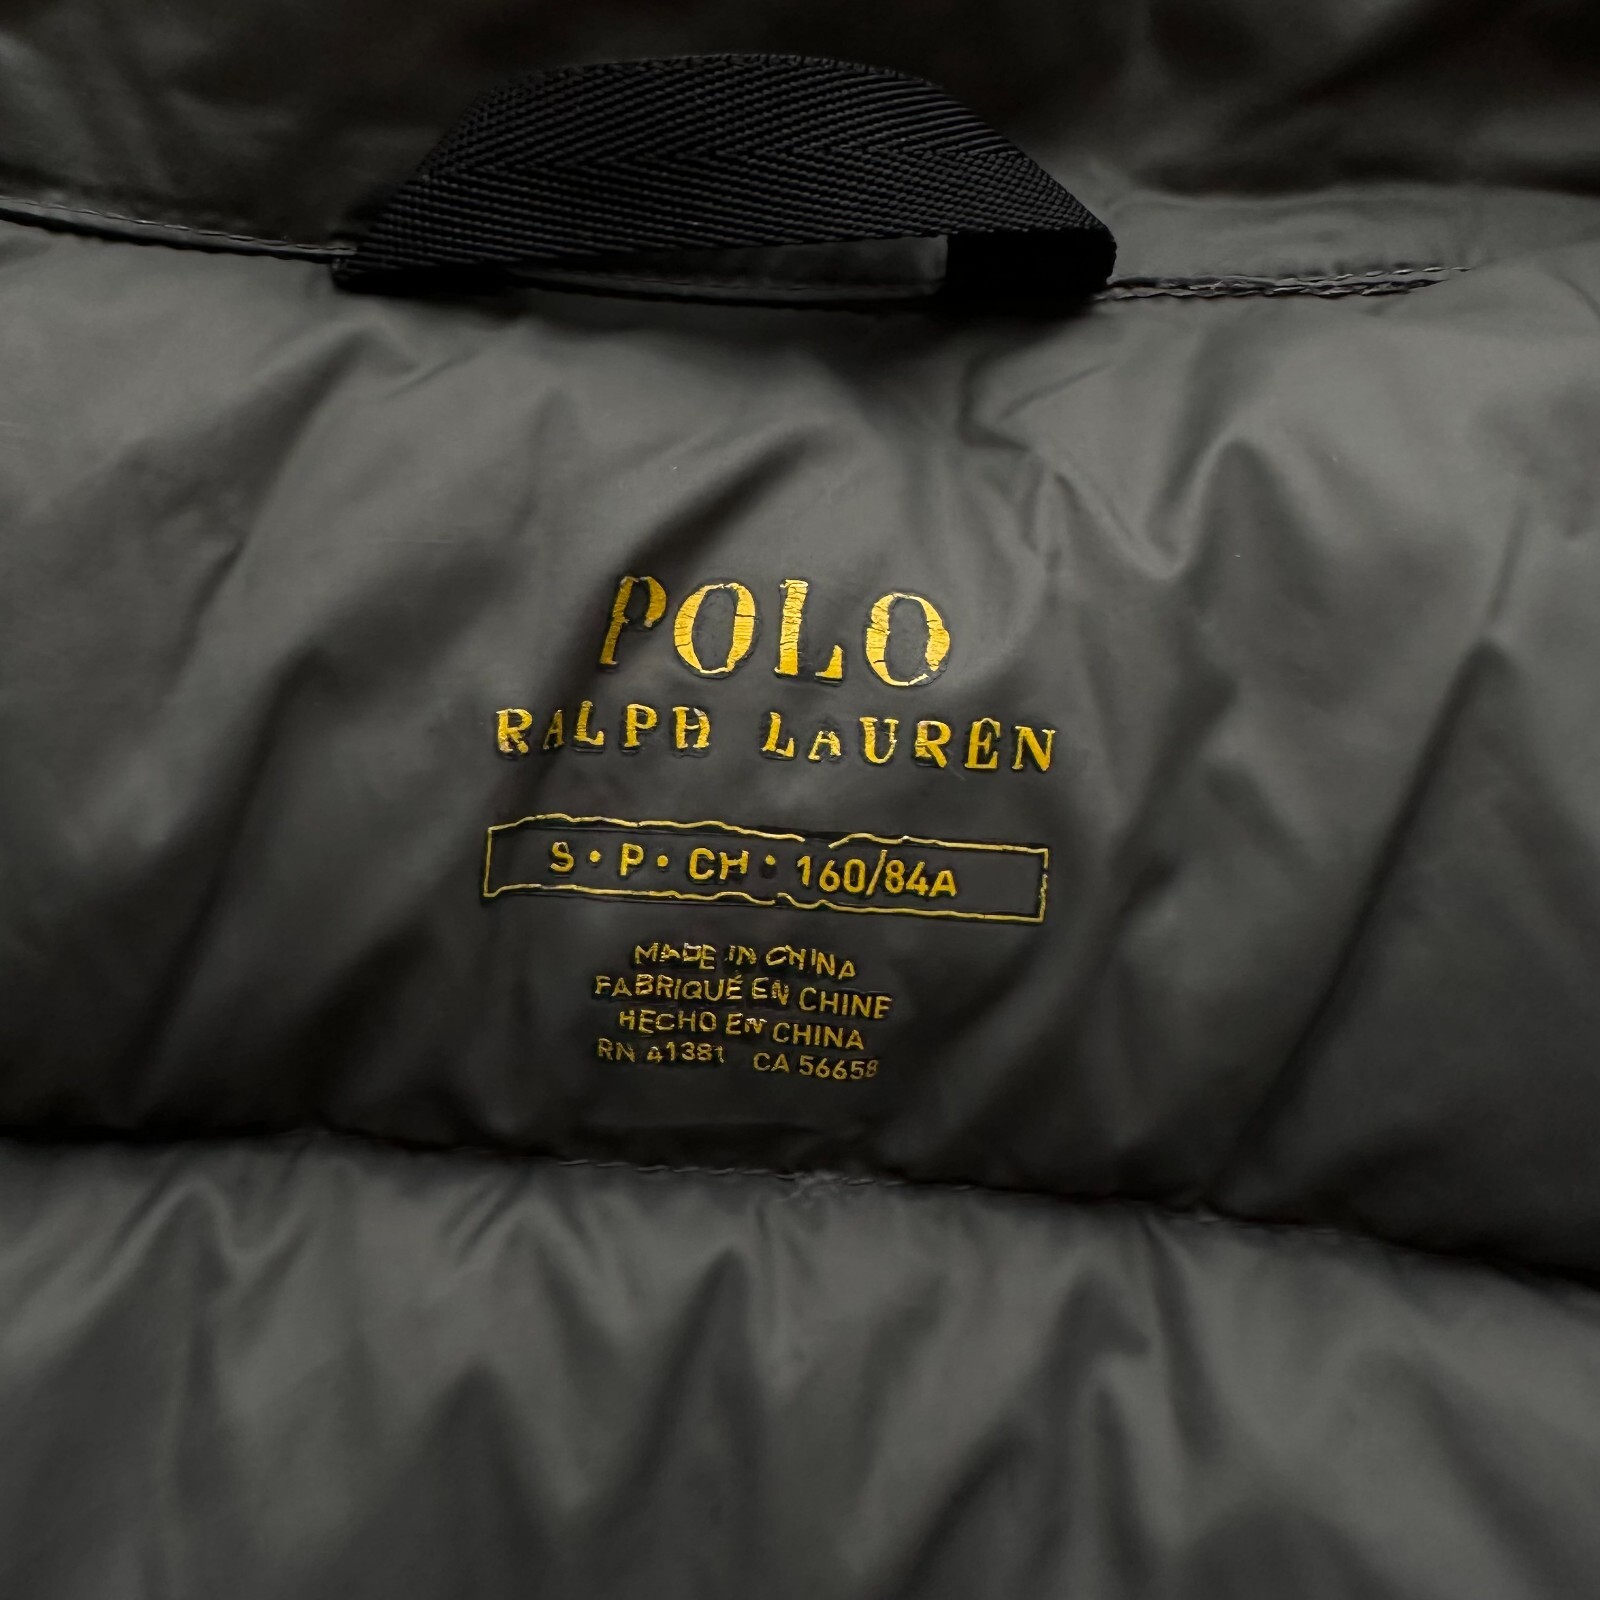 POLO
RALPH LAUREN
S • P • CH • 160/84A
MADE IN CHINA
FABRIQUÉ EN CHINE
HECHO EN CHINA
RN 41381 CA 56658